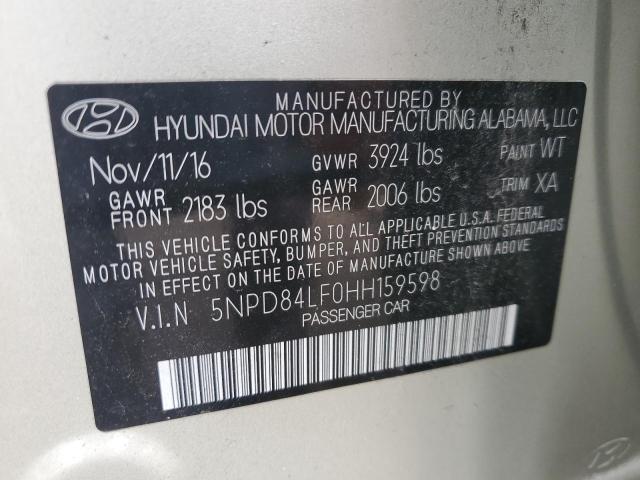 MANUFACTURED BY
HYUNDAI MOTOR MANUFACTURING ALABAMA, LLC
Nov/11/16 GVWR 3924 lbs PAINT WT
GAWR FRONT 2183 lbs GAWR REAR 2006 lbs TRIM XA
THIS VEHICLE CONFORMS TO ALL APPLICABLE U.S.A. FEDERAL
MOTOR VEHICLE SAFETY, BUMPER, AND THEFT PREVENTION STANDARDS
IN EFFECT ON THE DATE OF MANUFACTURE SHOWN ABOVE
V.I.N 5NPD84LF0HH159598
PASSENGER CAR